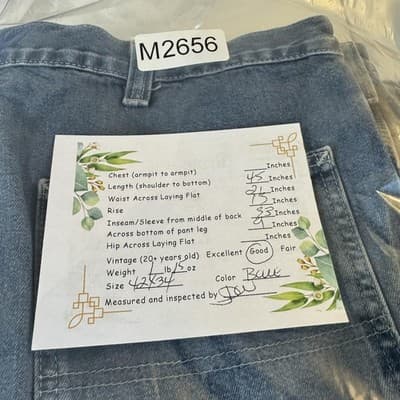 M2656
Chest (armpit to armpit) Inches
Length (shoulder to bottom) 45 Inches
Waist Across Laying Flat 21 Inches
Rise 13 Inches
Inseam/Sleeve from middle of back 33 Inches
Across bottom of pant leg 9 Inches
Hip Across Laying Flat Inches
Vintage (20+ years old) Excellent Good Fair
Weight 1 lb 15 oz
Size 42x34 Color Blue
Measured and inspected by